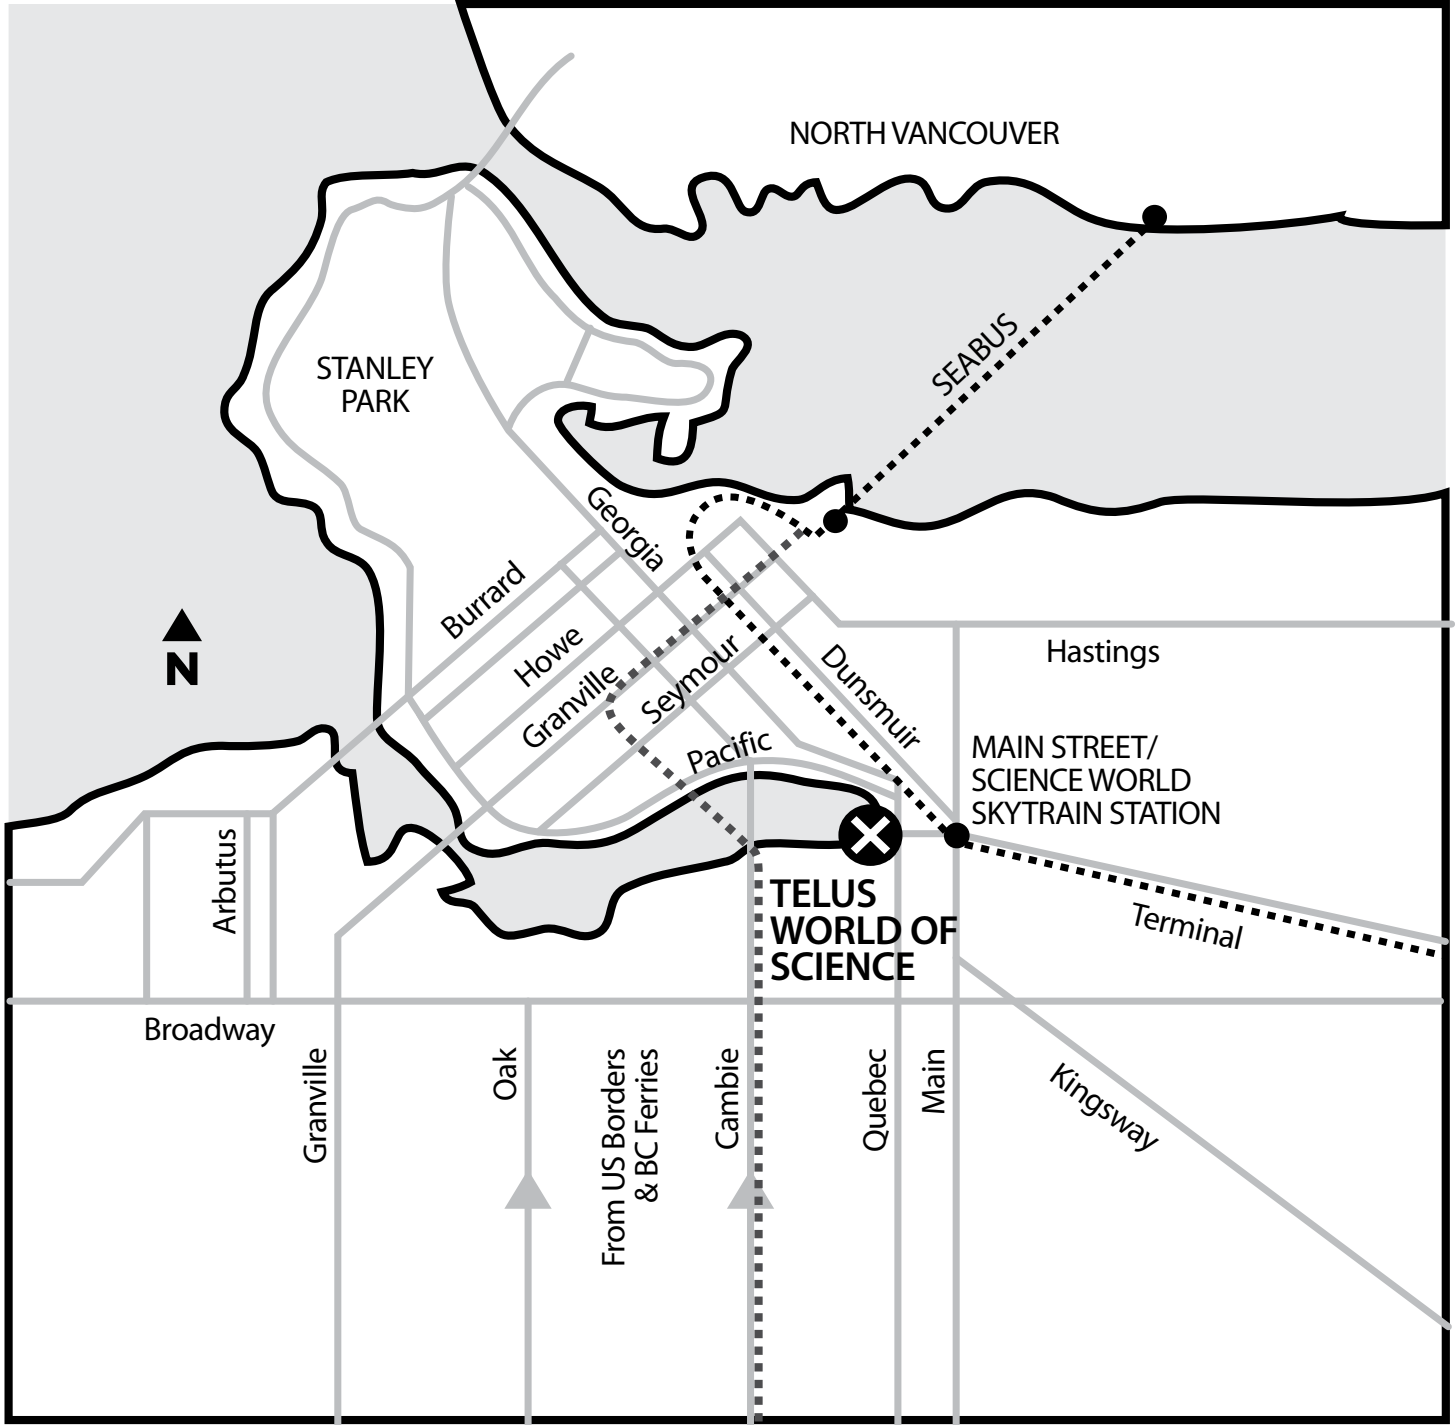 NORTH VANCOUVER
SEABUS
STANLEY
PARK
Georgia
Burrard
Howe
Granville
Seymour
Dunsmuir
Hastings
N
Pacific
MAIN STREET/
SCIENCE WORLD
SKYTRAIN STATION
Arbutus
TELUS
WORLD OF
SCIENCE
Terminal
Broadway
Granville
Oak
From US Borders
& BC Ferries
Cambie
Quebec
Main
Kingsway